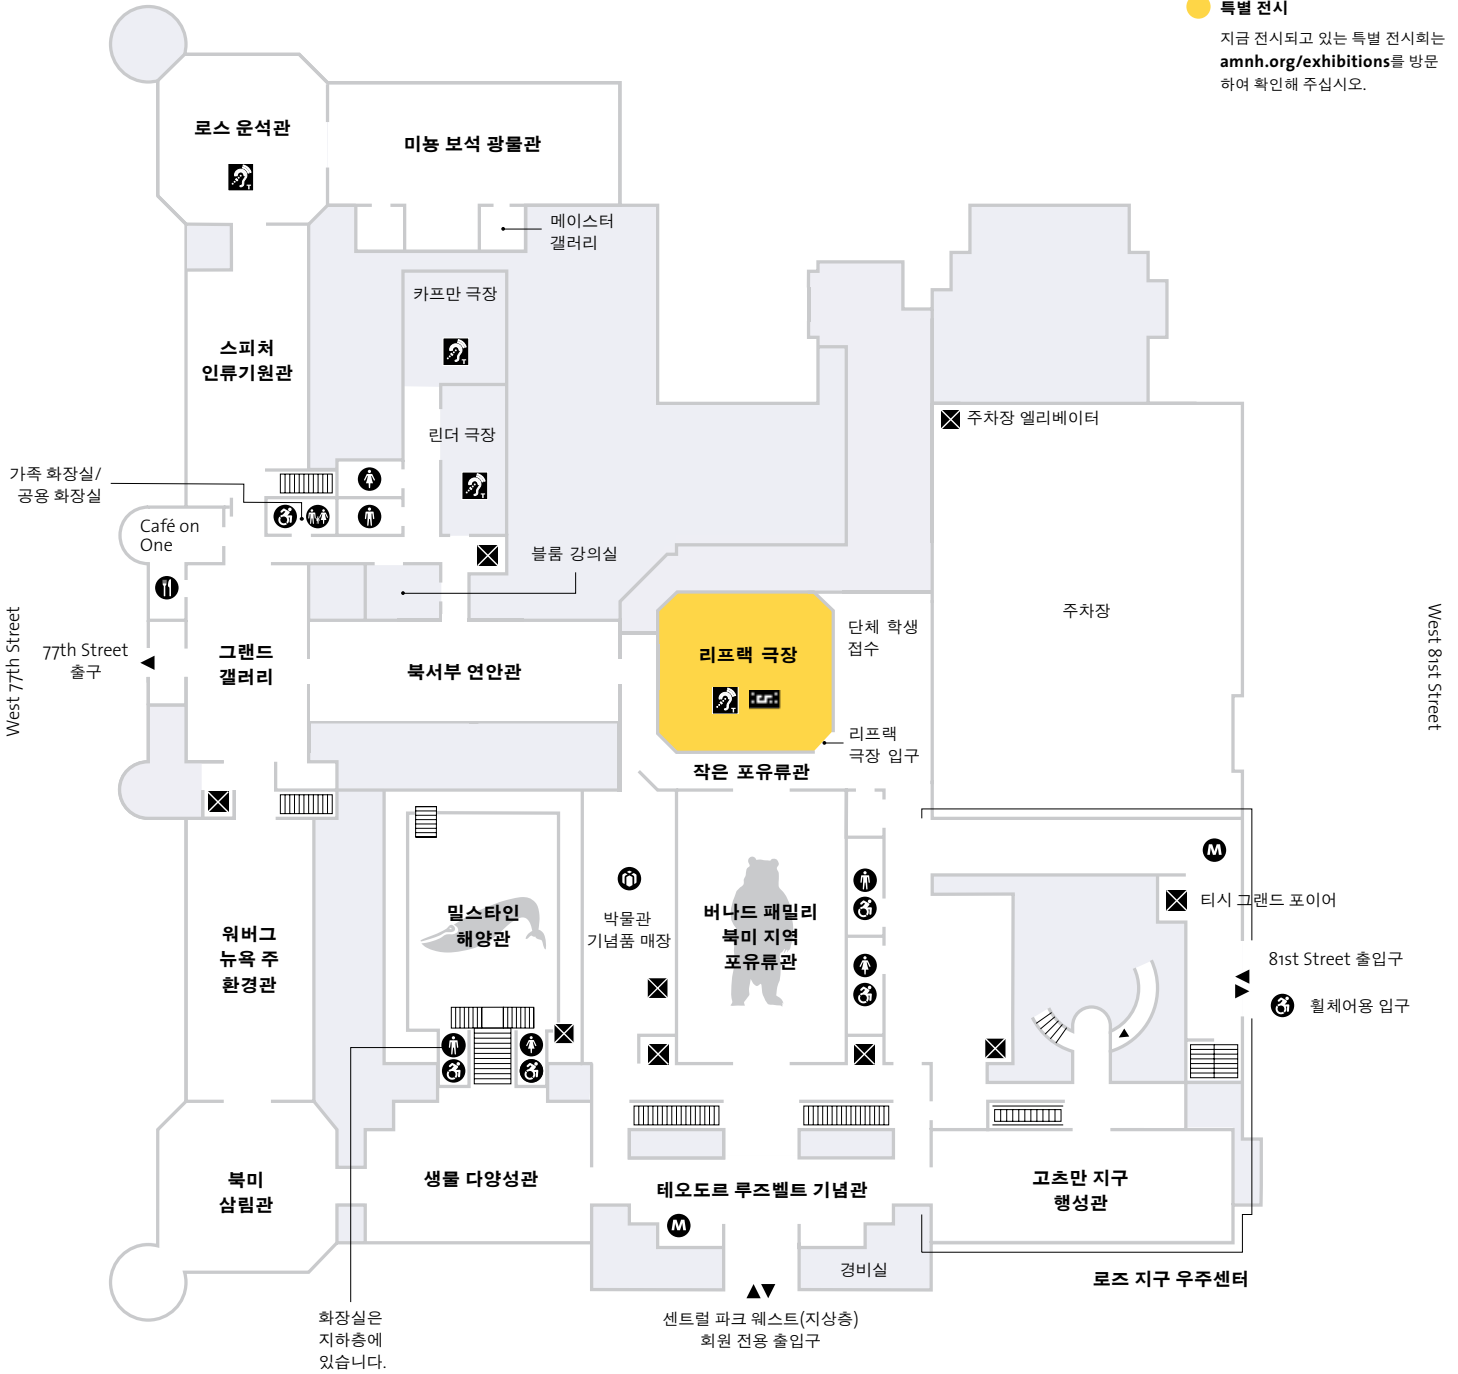 특별 전시
지금 전시되고 있는 특별 전시회는
amnh.org/exhibitions를 방문
하여 확인해 주십시오.
로스 운석관
미뇽 보석 광물관
메이스터
갤러리
카프만 극장
스피처
인류기원관
주차장 엘리베이터
린더 극장
가족 화장실/
공용 화장실
Café on
One
블룸 강의실
West 77th Street
77th Street
출구
그랜드
갤러리
북서부 연안관
리프랙 극장
단체 학생
접수
주차장
West 81st Street
리프랙
극장 입구
작은 포유류관
M
티시 그랜드 포이어
밀스타인
해양관
박물관
기념품 매장
버나드 패밀리
북미 지역
포유류관
워버그
뉴욕 주
환경관
81st Street 출입구
휠체어용 입구
북미
삼림관
생물 다양성관
테오도르 루즈벨트 기념관
M
고츠만 지구
행성관
경비실
로즈 지구 우주센터
화장실은
지하층에
있습니다.
센트럴 파크 웨스트(지상층)
회원 전용 출입구